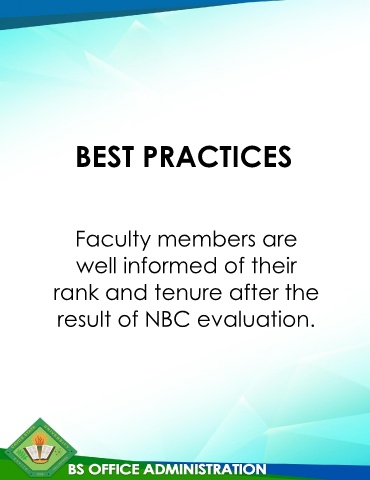 BEST PRACTICES
Faculty members are
well informed of their
rank and tenure after the
result of NBC evaluation.
BS OFFICE ADMINISTRATION